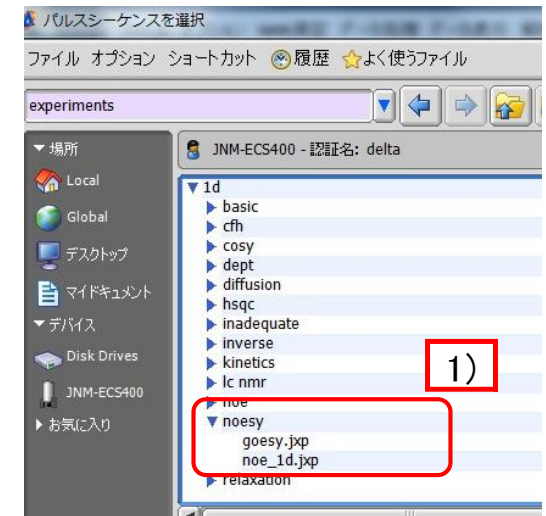 パルスシーケンスを選択
ファイル オプション ショートカット 履歴 よく使うファイル
experiments
▼場所
Local
Global
デスクトップ
マイドキュメント
▼デバイス
Disk Drives
JNM-ECS400
▶お気に入り
JNM-ECS400 - 認証名: delta
▼ 1d
▶ basic
▶ cfh
▶ cosy
▶ dept
▶ diffusion
▶ hsqc
▶ inadequate
▶ inverse
▶ kinetics
▶ lc nmr
▶ noe
▼ noesy
goesy.jxp
noe_1d.jxp
▶ relaxation
1)